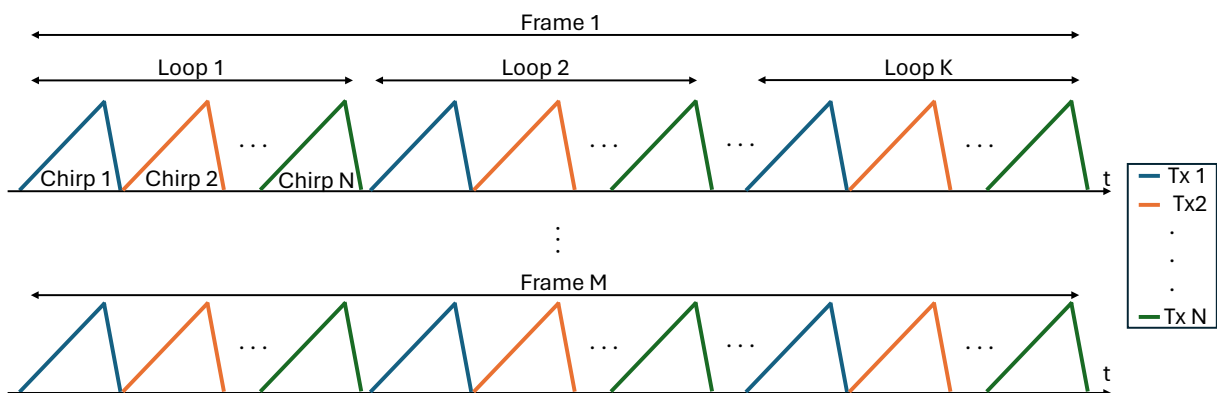 Frame 1
Loop 1 Loop 2 Loop K
. . . . . . . . . . . .
Chirp 1 Chirp 2 Chirp N
t
Tx 1
Tx2
.
.
.
Tx N
⋮
Frame M
. . . . . . . . . . . .
t